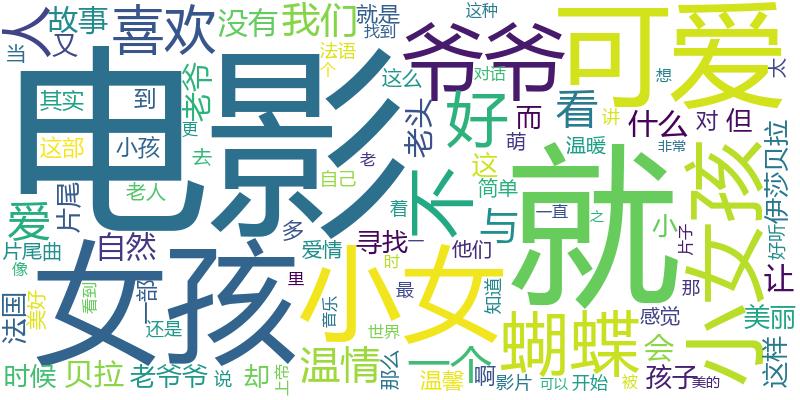 人
故事
又
当
喜欢
没有
我们
就是
找到
这种
法语
个
这么
对话
爷爷
可爱
太
想
电影
其实
到
这部
小孩
更
去
老爷
老头
好
而
看
什么
对
但
萌
讲
温暖
非常
这
简单
老人
自己
老
不
就
小女孩
伊莎贝拉
好听
爱
片尾
片尾曲
像
自然
多
爱情
寻找
一
着
与
一直
之
小
片子
他们
时
最
知道
那
让
女孩
小女
里
法国
美好
看到
一部
还是
音乐
世界
蝴蝶
感觉
会
美丽
这样
时候
贝拉
老爷爷
说
却
上帝
温情
那么
一个
温馨
啊
影片
可以
开始
被
孩子
美的